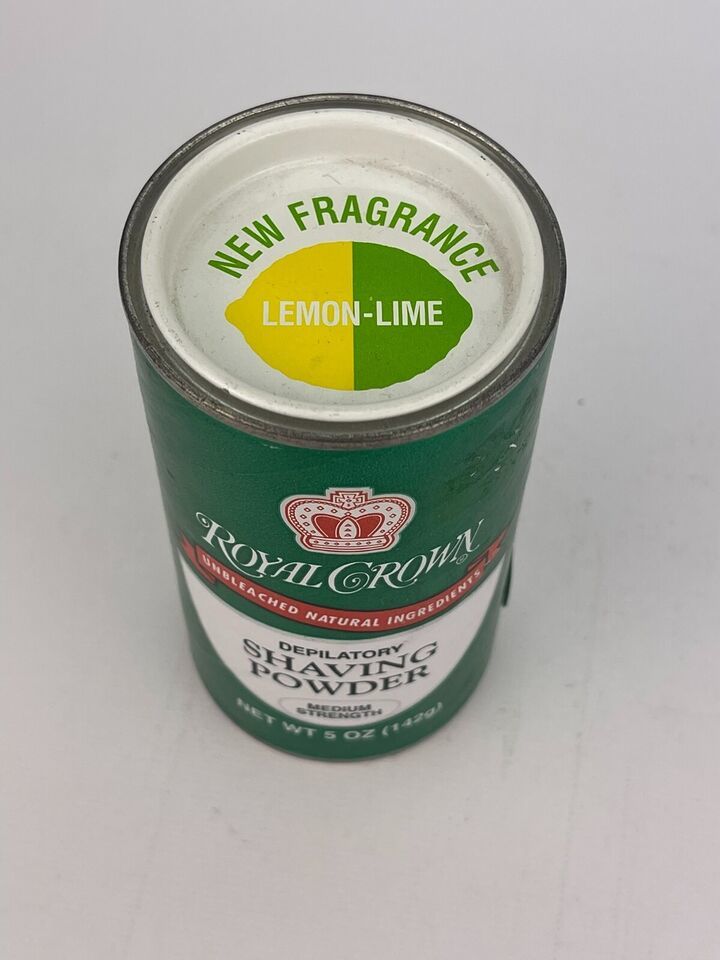 NEW FRAGRANCE
LEMON-LIME
ROYAL CROWN®
UNBLEACHED NATURAL INGREDIENTS
DEPILATORY
SHAVING
POWDER
MEDIUM
STRENGTH
NET WT 5 OZ (142g)